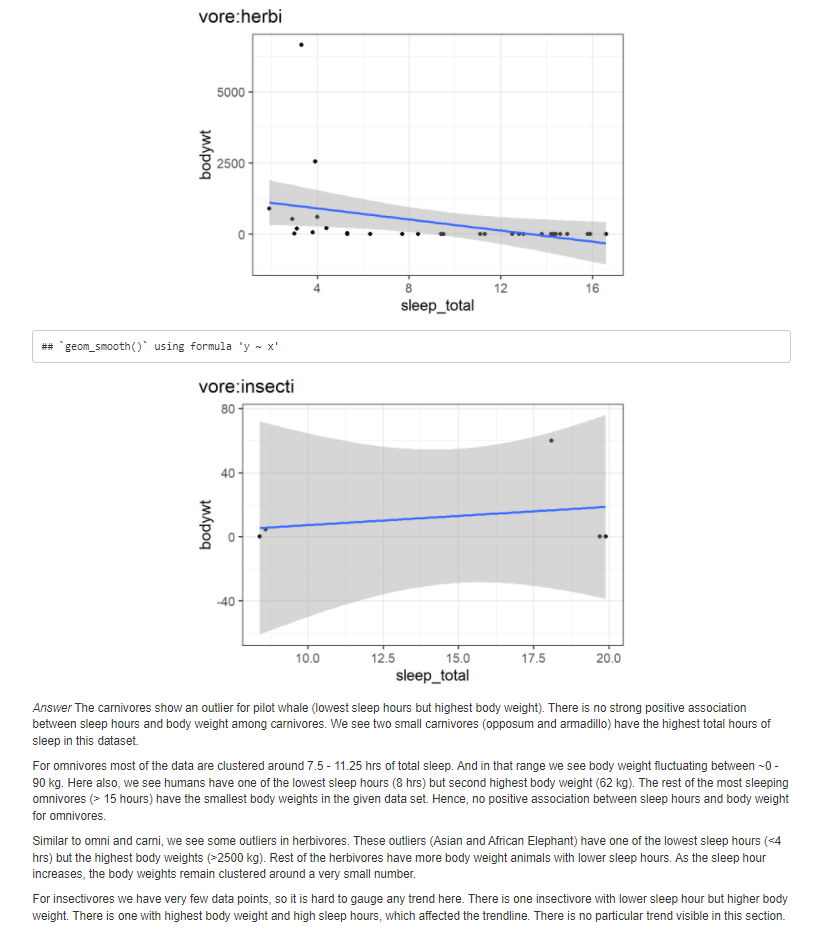 vore:herbi
5000
2500
0
bodywt
4 8 12 16
sleep_total
## `geom_smooth()` using formula 'y ~ x'
vore:insecti
80
40
0
-40
bodywt
10.0 12.5 15.0 17.5 20.0
sleep_total
Answer The carnivores show an outlier for pilot whale (lowest sleep hours but highest body weight). There is no strong positive association
between sleep hours and body weight among carnivores. We see two small carnivores (opposum and armadillo) have the highest total hours of
sleep in this dataset.
For omnivores most of the data are clustered around 7.5 - 11.25 hrs of total sleep. And in that range we see body weight fluctuating between ~0 -
90 kg. Here also, we see humans have one of the lowest sleep hours (8 hrs) but second highest body weight (62 kg). The rest of the most sleeping
omnivores (> 15 hours) have the smallest body weights in the given data set. Hence, no positive association between sleep hours and body weight
for omnivores.
Similar to omni and carni, we see some outliers in herbivores. These outliers (Asian and African Elephant) have one of the lowest sleep hours (<4
hrs) but the highest body weights (>2500 kg). Rest of the herbivores have more body weight animals with lower sleep hours. As the sleep hour
increases, the body weights remain clustered around a very small number.
For insectivores we have very few data points, so it is hard to gauge any trend here. There is one insectivore with lower sleep hour but higher body
weight. There is one with highest body weight and high sleep hours, which affected the trendline. There is no particular trend visible in this section.